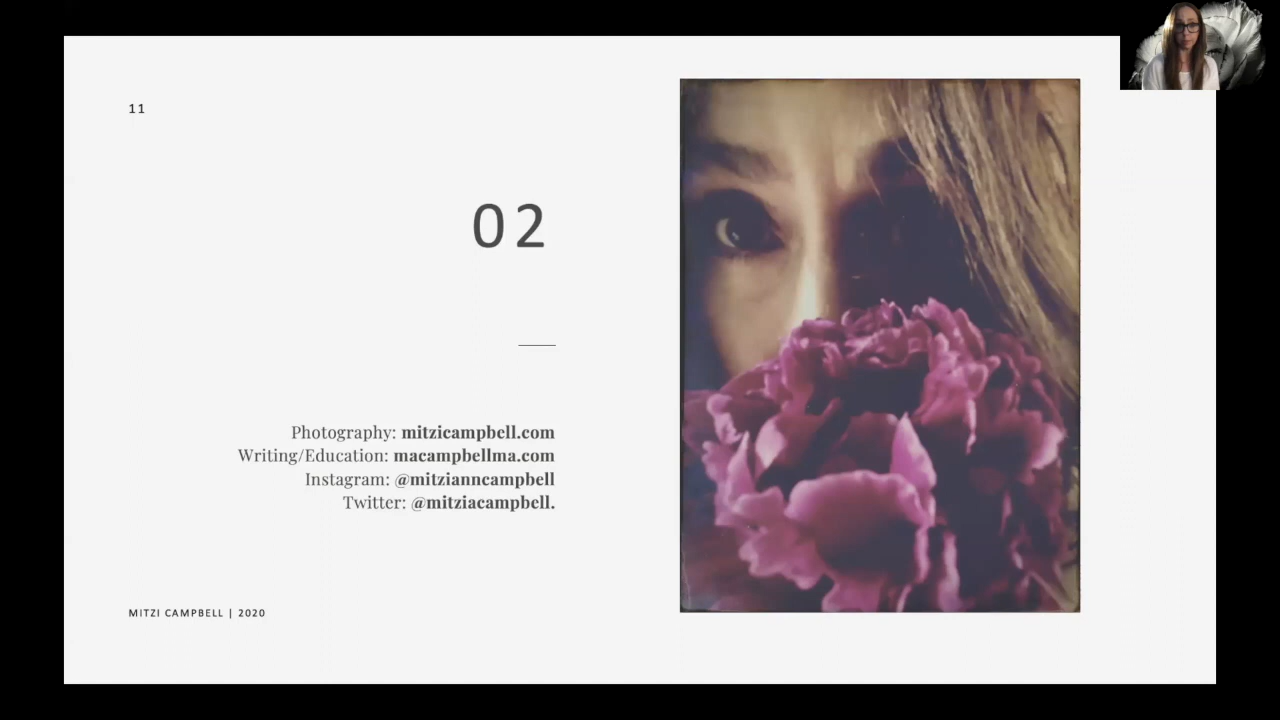 11
02
Photography: mitzicampbell.com
Writing/Education: macampbellma.com
Instagram: @mitzianncampbell
Twitter: @mitziacampbell.
MITZI CAMPBELL | 2020